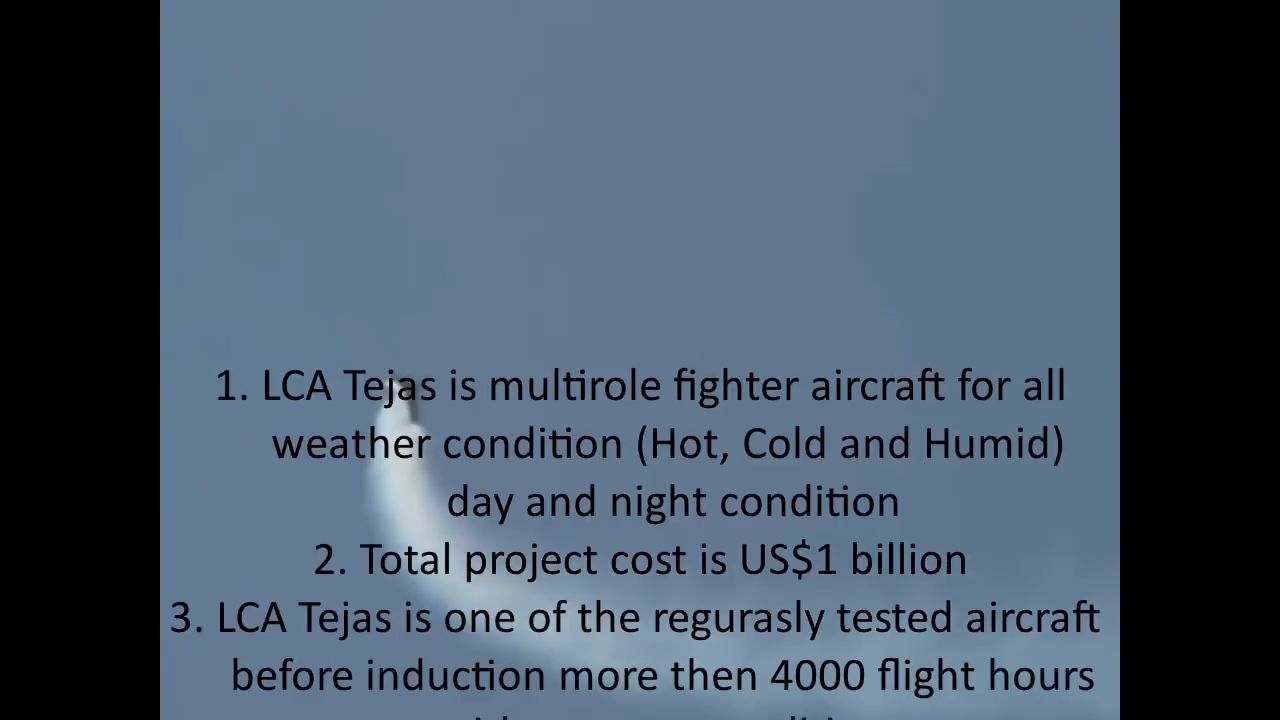 1. LCA Tejas is multirole fighter aircraft for all
weather condition (Hot, Cold and Humid)
day and night condition
2. Total project cost is US$1 billion
3. LCA Tejas is one of the regurasly tested aircraft
before induction more then 4000 flight hours